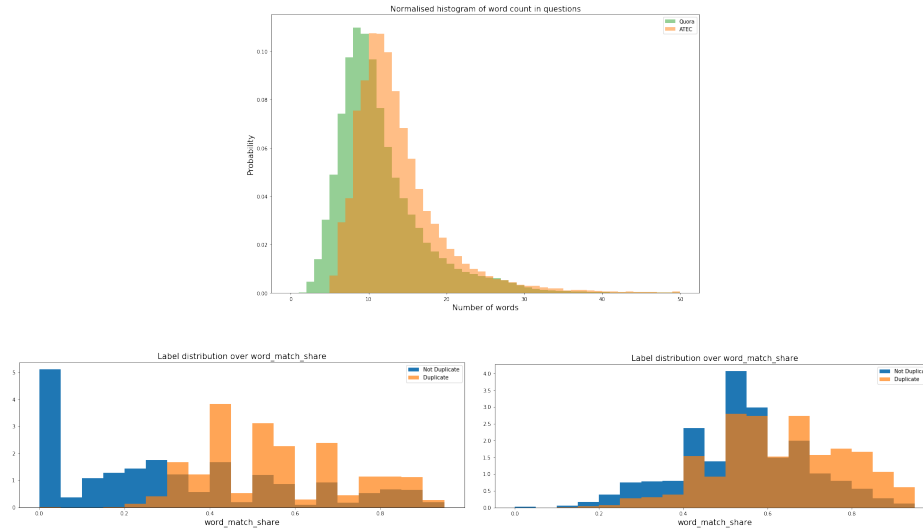 Normalised histogram of word count in questions
Quora
ATEC
0.10
0.08
0.06
0.04
0.02
0.00
Probability
0 10 20 30 40 50
Number of words
Label distribution over word_match_share
Not Duplicate
Duplicate
5
4
3
2
1
0
0.0 0.2 0.4 0.6 0.8
word_match_share
Label distribution over word_match_share
Not Duplica
Duplicate
4.0
3.5
3.0
2.5
2.0
1.5
1.0
0.5
0.0
0.0 0.2 0.4 0.6 0.8
word_match_share